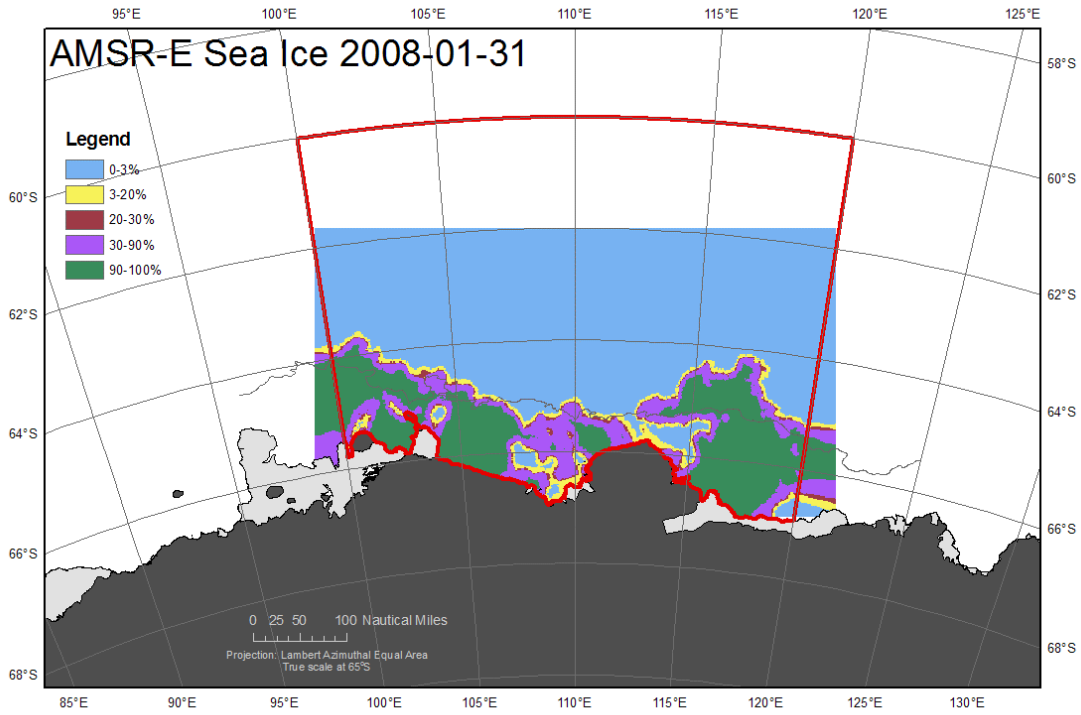 95°E 100°E 105°E 110°E 115°E 120°E 125°E
AMSR-E Sea Ice 2008-01-31
58°S
Legend
0-3%
3-20%
20-30%
30-90%
90-100%
60°S
60°S
62°S
62°S
64°S
64°S
66°S
66°S
68°S
68°S
0 25 50 100 Nautical Miles
Projection: Lambert Azimuthal Equal Area
True scale at 65°S
85°E 90°E 95°E 100°E 105°E 110°E 115°E 120°E 125°E 130°E